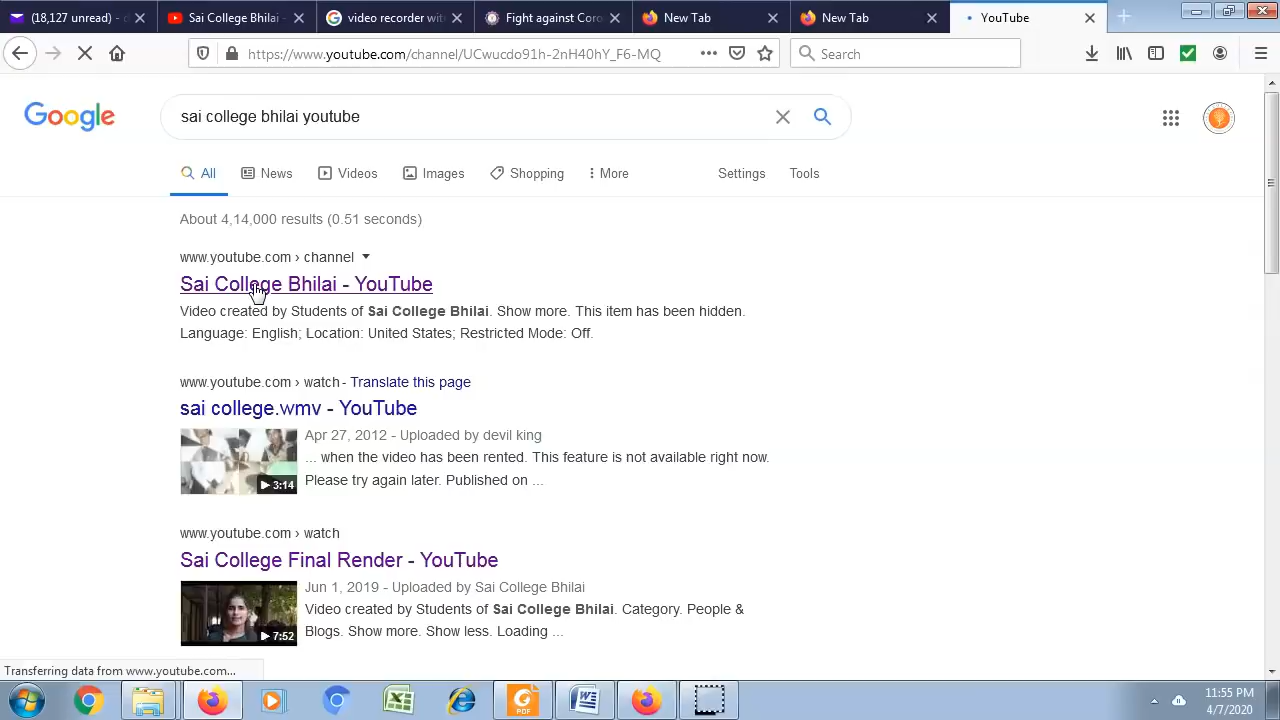 (18,127 unread) - d
Sai College Bhilai -
video recorder wit
Fight against Coro
New Tab
New Tab
YouTube
https://www.youtube.com/channel/UCwucdo91h-2nH40hY_F6-MQ
Search
Google
sai college bhilai youtube
All
News
Videos
Images
Shopping
More
Settings
Tools
About 4,14,000 results (0.51 seconds)
www.youtube.com › channel
Sai College Bhilai - YouTube
Video created by Students of Sai College Bhilai. Show more. This item has been hidden.
Language: English; Location: United States; Restricted Mode: Off.
www.youtube.com › watch - Translate this page
sai college.wmv - YouTube
Apr 27, 2012 - Uploaded by devil king
... when the video has been rented. This feature is not available right now.
Please try again later. Published on ...
3:14
www.youtube.com › watch
Sai College Final Render - YouTube
Jun 1, 2019 - Uploaded by Sai College Bhilai
Video created by Students of Sai College Bhilai. Category. People &
Blogs. Show more. Show less. Loading ...
7:52
Transferring data from www.youtube.com...
PDF
11:55 PM
4/7/2020